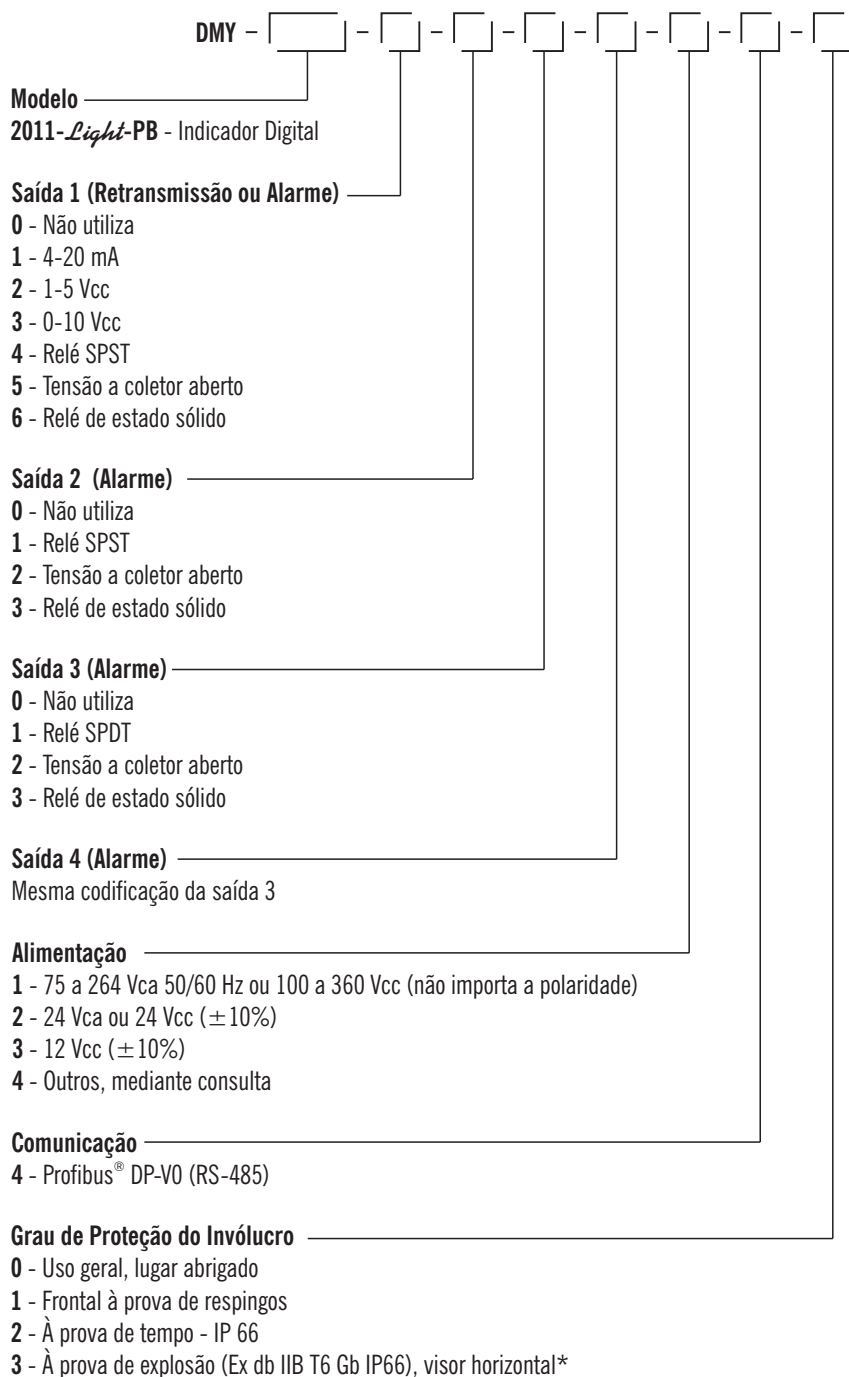 DMY – – – – – – – –
Modelo
2011-Light-PB - Indicador Digital
Saída 1 (Retransmissão ou Alarme)
0 - Não utiliza
1 - 4-20 mA
2 - 1-5 Vcc
3 - 0-10 Vcc
4 - Relé SPST
5 - Tensão a coletor aberto
6 - Relé de estado sólido
Saída 2 (Alarme)
0 - Não utiliza
1 - Relé SPST
2 - Tensão a coletor aberto
3 - Relé de estado sólido
Saída 3 (Alarme)
0 - Não utiliza
1 - Relé SPDT
2 - Tensão a coletor aberto
3 - Relé de estado sólido
Saída 4 (Alarme)
Mesma codificação da saída 3
Alimentação
1 - 75 a 264 Vca 50/60 Hz ou 100 a 360 Vcc (não importa a polaridade)
2 - 24 Vca ou 24 Vcc (±10%)
3 - 12 Vcc (±10%)
4 - Outros, mediante consulta
Comunicação
4 - Profibus® DP-V0 (RS-485)
Grau de Proteção do Invólucro
0 - Uso geral, lugar abrigado
1 - Frontal à prova de respingos
2 - À prova de tempo - IP 66
3 - À prova de explosão (Ex db IIB T6 Gb IP66), visor horizontal*